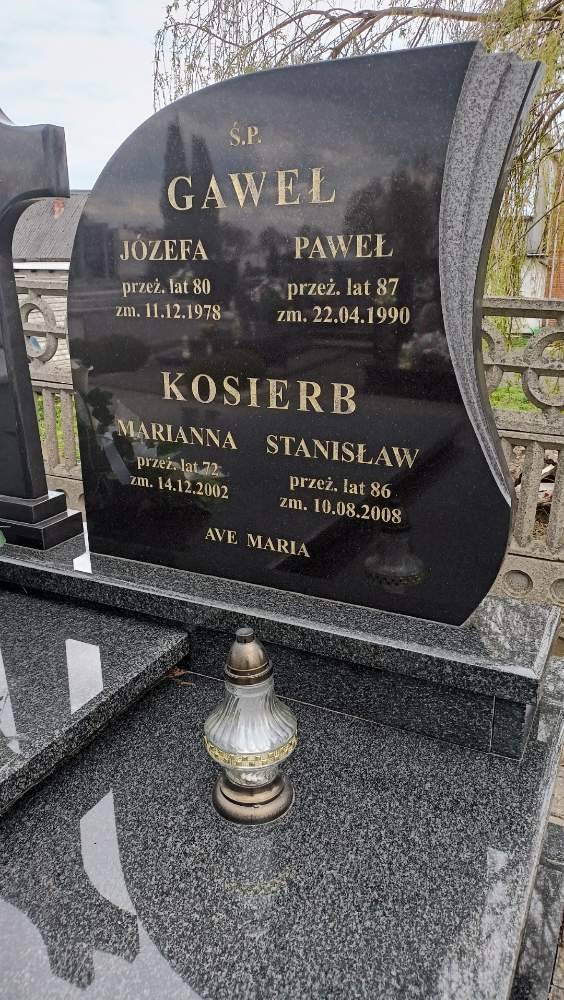 Ś.P.
GAWEŁ
JÓZEFA
przeż. lat 80
zm. 11.12.1978
PAWEŁ
przeż. lat 87
zm. 22.04.1990
KOSIERB
MARIANNA
przeż. lat 72
zm. 14.12.2002
STANISŁAW
przeż. lat 86
zm. 10.08.2008
AVE MARIA